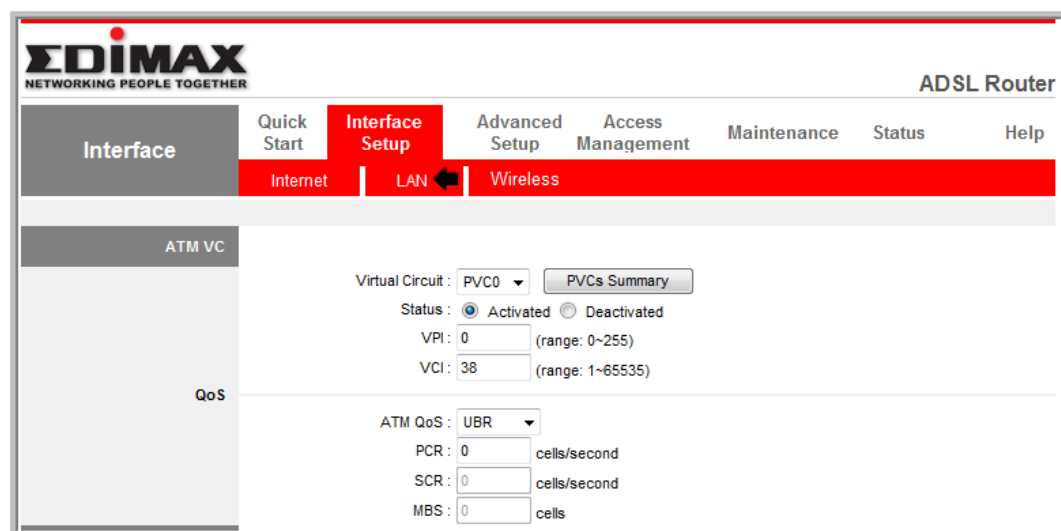 EDIMAX
NETWORKING PEOPLE TOGETHER
ADSL Router
Interface
Quick Start
Interface Setup
Advanced Setup
Access Management
Maintenance
Status
Help
Internet
LAN
Wireless
ATM VC
Virtual Circuit : PVC0 PVCs Summary
Status : Activated Deactivated
VPI : 0 (range: 0~255)
VCI : 38 (range: 1~65535)
QoS
ATM QoS : UBR
PCR : 0 cells/second
SCR : 0 cells/second
MBS : 0 cells